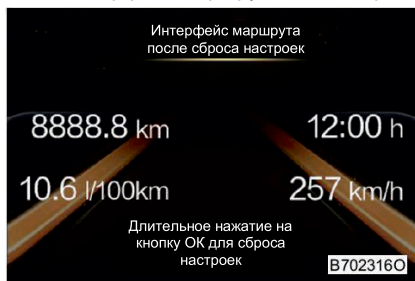 Интерфейс маршрута
после сброса настроек
8888.8 km
12:00 h
10.6 l/100km
257 km/h
Длительное нажатие на
кнопку ОК для сброса
настроек
B702316O